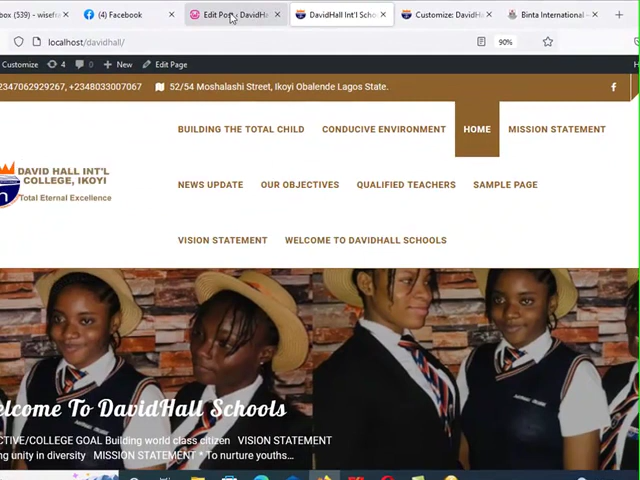 box (539) - wisefr
(4) Facebook
Edit Post
DavidHall Int'l Scho
Customize: DavidHa
Binta International –
localhost/davidhall/
90%
Customize
4
0
New
Edit Page
2347062929267, +2348033007067
52/54 Moshalashi Street, Ikoyi Obalende Lagos State.
BUILDING THE TOTAL CHILD
CONDUCIVE ENVIRONMENT
HOME
MISSION STATEMENT
DAVID HALL INT'L
COLLEGE, IKOYI
Total Eternal Excellence
NEWS UPDATE
OUR OBJECTIVES
QUALIFIED TEACHERS
SAMPLE PAGE
VISION STATEMENT
WELCOME TO DAVIDHALL SCHOOLS
elcome To DavidHall Schools
CTIVE/COLLEGE GOAL Building world class citizen VISION STATEMENT
ng unity in diversity MISSION STATEMENT * To nurture youths...